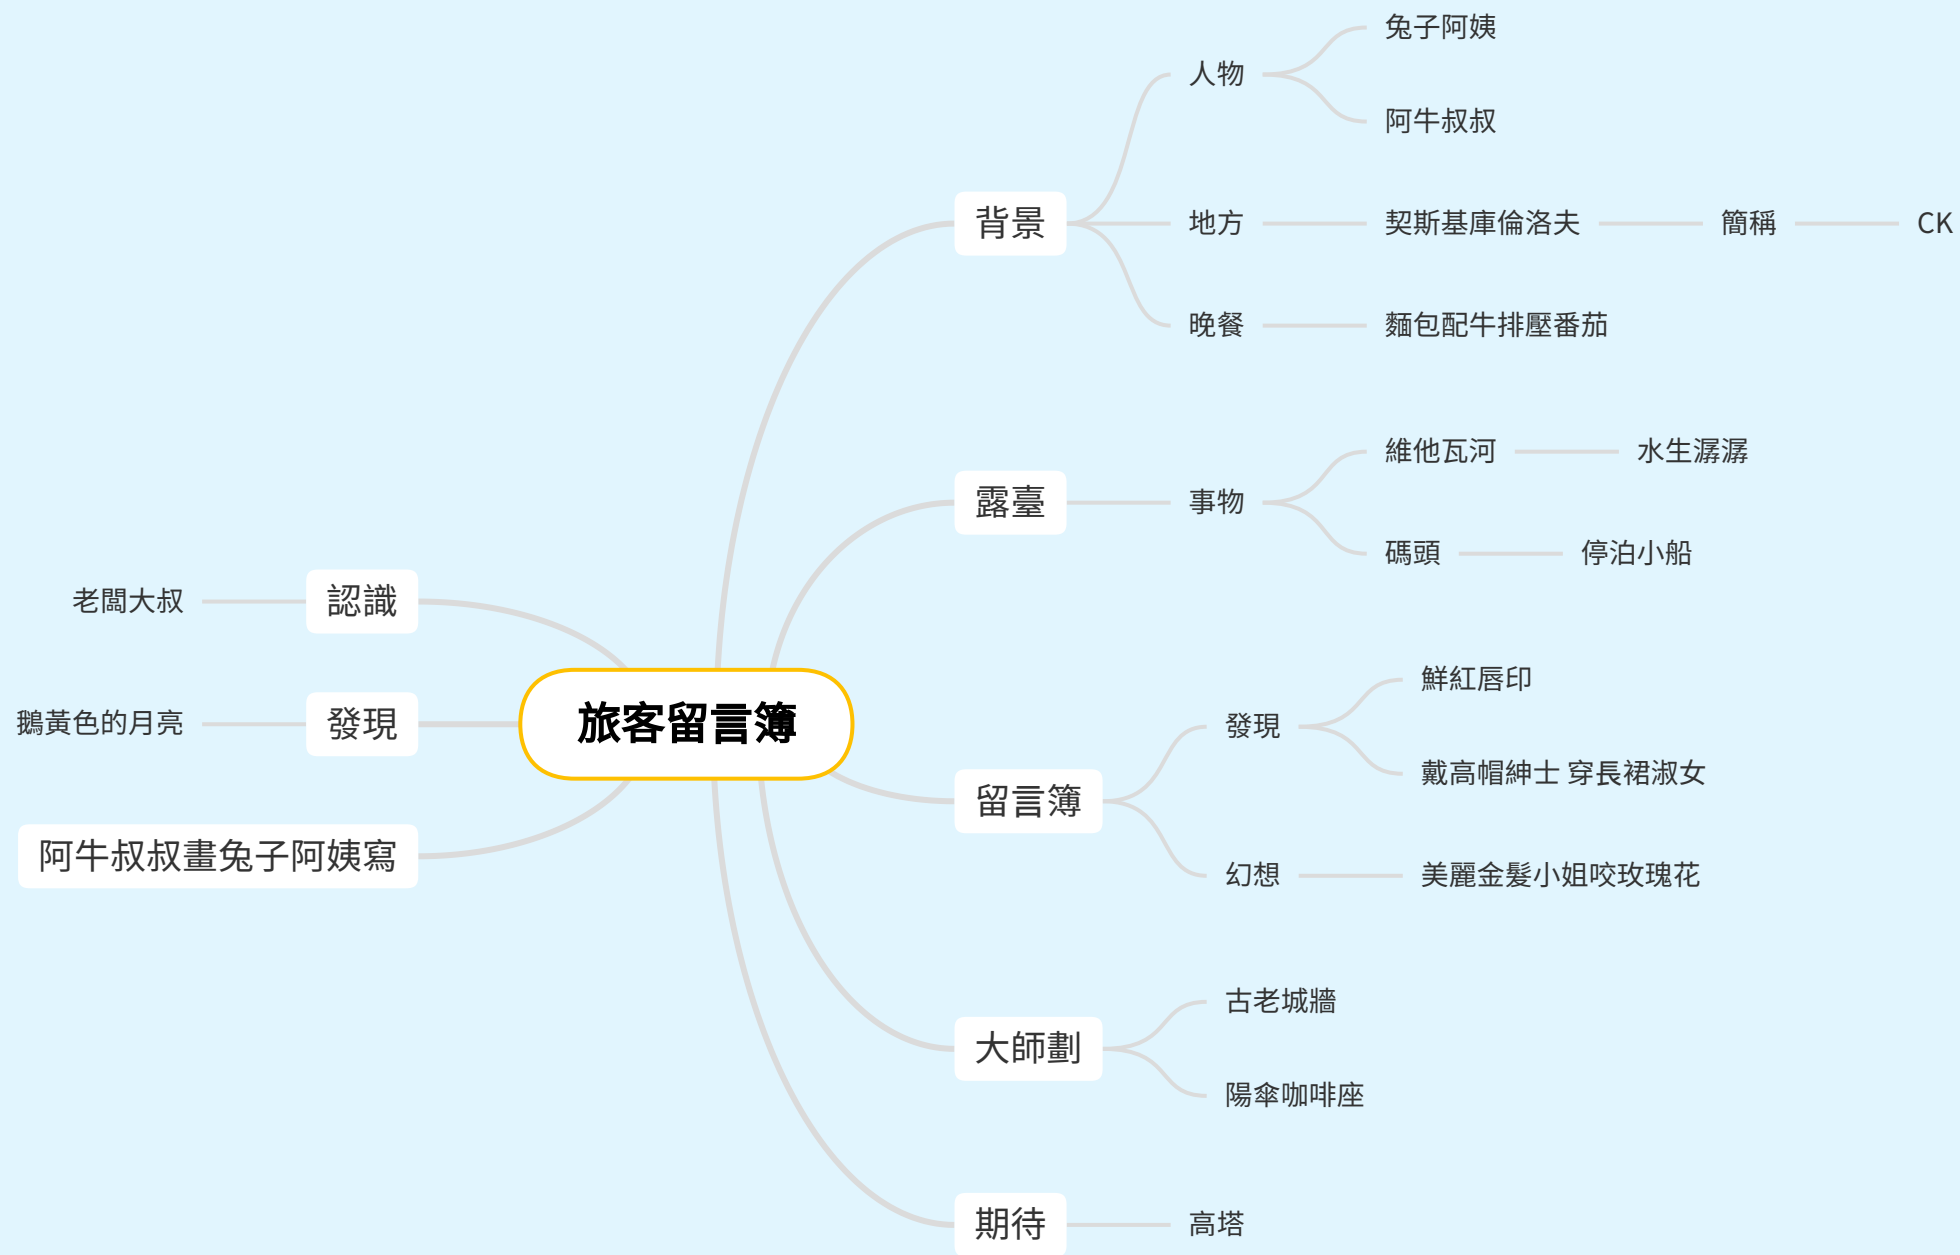 旅客留言簿
背景
人物
兔子阿姨
阿牛叔叔
地方
契斯基庫倫洛夫
簡稱
CK
晚餐
麵包配牛排壓番茄
露臺
事物
維他瓦河
水生潺潺
碼頭
停泊小船
留言簿
發現
鮮紅唇印
戴高帽紳士 穿長裙淑女
幻想
美麗金髮小姐咬玫瑰花
大師劃
古老城牆
陽傘咖啡座
期待
高塔
認識
老闆大叔
發現
鵝黃色的月亮
阿牛叔叔畫兔子阿姨寫